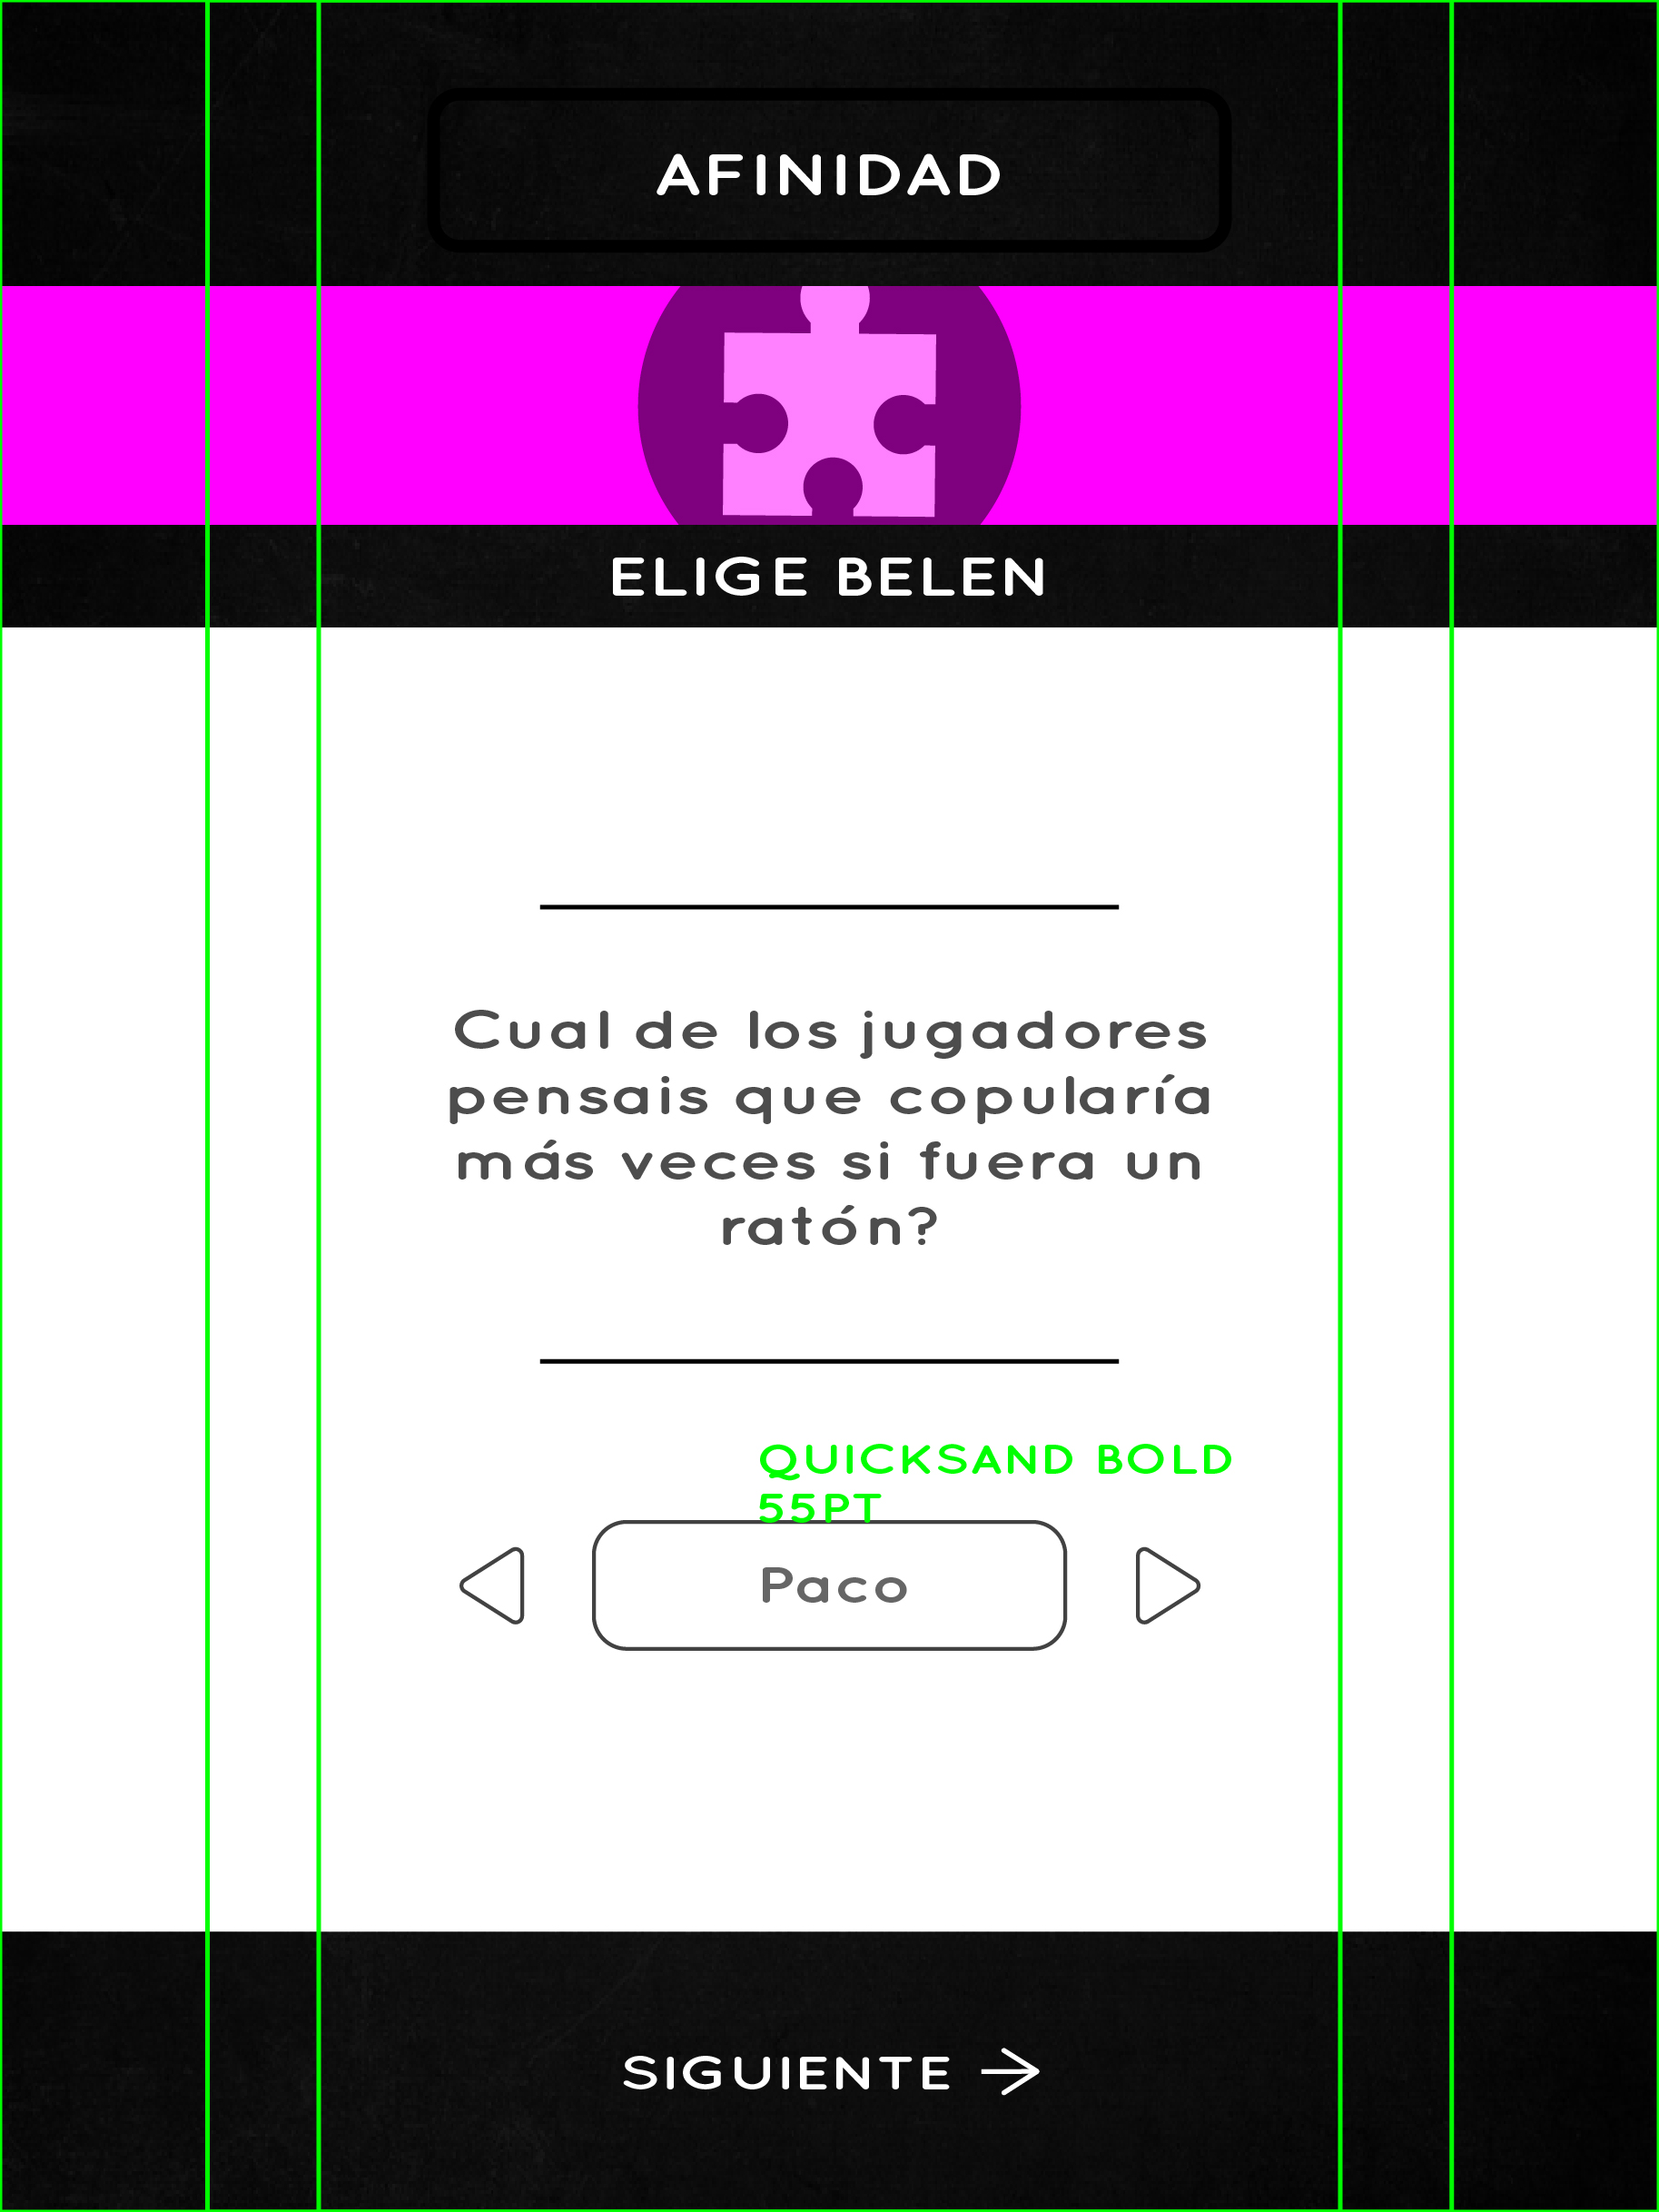 AFINIDAD
ELIGE BELEN
Cual de los jugadores
pensais que copularía
más veces si fuera un
ratón?
QUICKSAND BOLD
55PT
Paco
SIGUIENTE